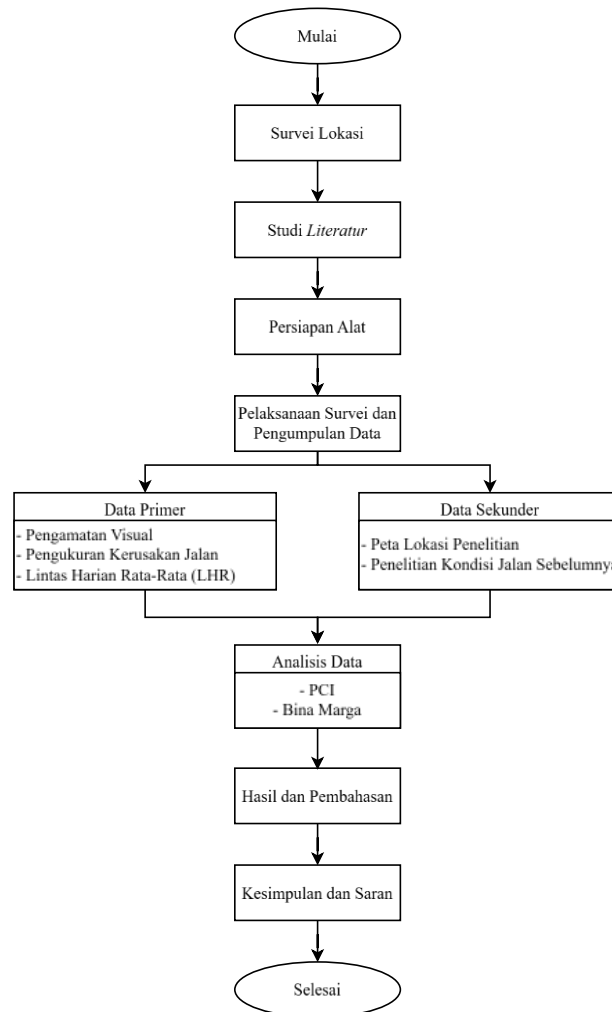 Mulai
Survei Lokasi
Studi Literatur
Persiapan Alat
Pelaksanaan Survei dan
Pengumpulan Data
Data Primer
- Pengamatan Visual
- Pengukuran Kerusakan Jalan
- Lintas Harian Rata-Rata (LHR)
Data Sekunder
- Peta Lokasi Penelitian
- Penelitian Kondisi Jalan Sebelumnya
Analisis Data
- PCI
- Bina Marga
Hasil dan Pembahasan
Kesimpulan dan Saran
Selesai